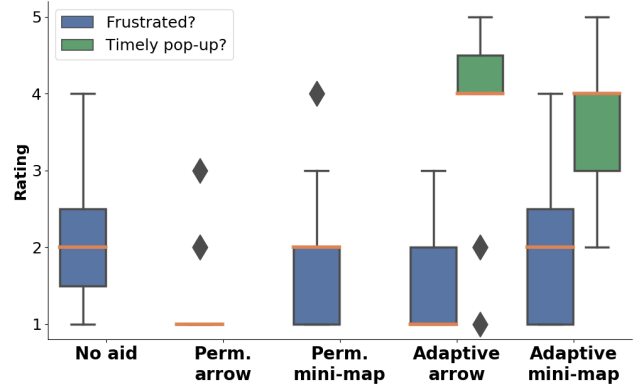 Frustrated?
Timely pop-up?
Rating
5
4
3
2
1
No aid
Perm.
arrow
Perm.
mini-map
Adaptive
arrow
Adaptive
mini-map